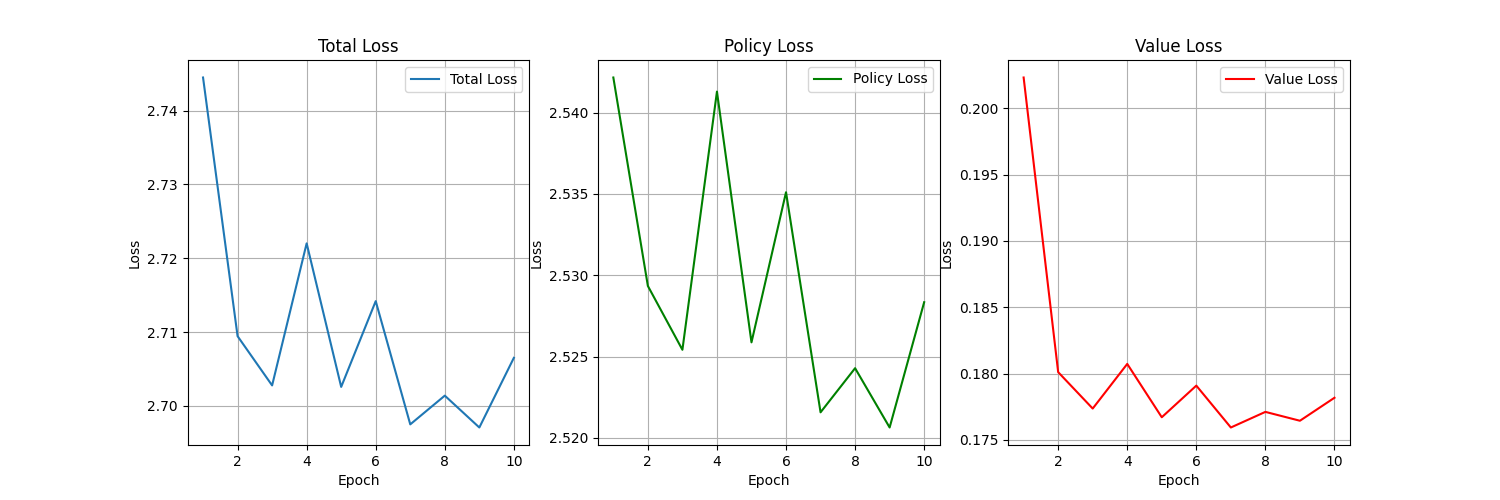 Total Loss
Total Loss
2.74
2.73
2.72
2.71
2.70
Loss
2
4
6
8
10
Epoch
Policy Loss
Policy Loss
2.540
2.535
2.530
2.525
2.520
Loss
2
4
6
8
10
Epoch
Value Loss
Value Loss
0.200
0.195
0.190
0.185
0.180
0.175
Loss
2
4
6
8
10
Epoch